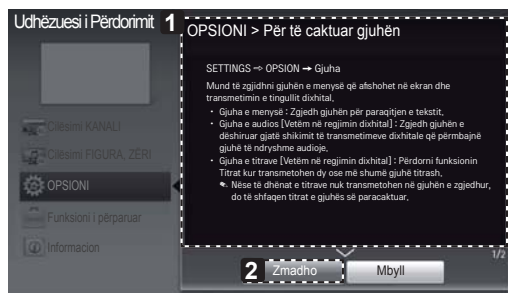 Udhëzuesi i Përdorimit
1
OPSIONI > Për të caktuar gjuhën
SETTINGS ⇨ OPSION ➞ Gjuha
Mund të zgjidhni gjuhën e menysë që afishohet në ekran dhe
transmetimin e tingullit dixhital.
• Gjuha e menysë : Zgjedh gjuhën për paraqitjen e tekstit.
• Gjuha e audios [Vetëm në regjimin dixhital] : Zgjedh gjuhën e
dëshiruar gjatë shikimit të transmetimeve dixhitale që përmbajnë
gjuhë të ndryshme audioje.
• Gjuha e titrave [Vetëm në regjimin dixhital] : Përdorni funksionin
Titrat kur transmetohen dy ose më shumë gjuhë titrash.
Nëse të dhënat e titrave nuk transmetohen në gjuhën e zgjedhur,
do të shfaqen titrat e gjuhës së paracaktuar.
Cilësimi KANALI
Cilësimi FIGURA, ZËRI
OPSIONI
Funksioni i përparuar
Informacion
1/2
2
Zmadho
Mbyll